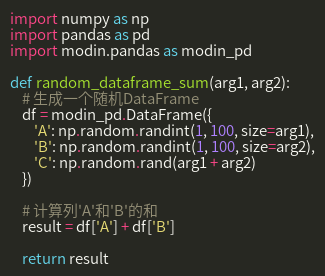 import numpy as np
import pandas as pd
import modin.pandas as modin_pd
def random_dataframe_sum(arg1, arg2):
# 生成一个随机DataFrame
df = modin_pd.DataFrame({
'A': np.random.randint(1, 100, size=arg1),
'B': np.random.randint(1, 100, size=arg2),
'C': np.random.rand(arg1 + arg2)
})
# 计算列'A'和'B'的和
result = df['A'] + df['B']
return result